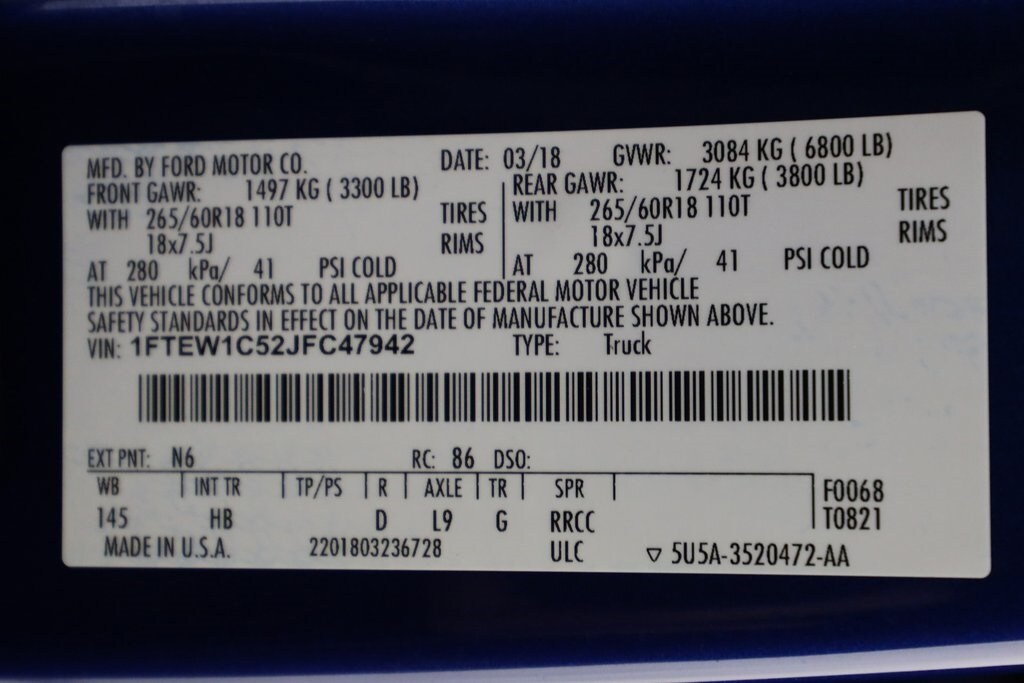 MFD. BY FORD MOTOR CO. DATE: 03/18 GVWR: 3084 KG ( 6800 LB)
FRONT GAWR: 1497 KG ( 3300 LB) REAR GAWR: 1724 KG ( 3800 LB)
WITH 265/60R18 110T TIRES WITH 265/60R18 110T TIRES
18x7.5J RIMS 18x7.5J RIMS
AT 280 kPa/ 41 PSI COLD AT 280 kPa/ 41 PSI COLD
THIS VEHICLE CONFORMS TO ALL APPLICABLE FEDERAL MOTOR VEHICLE
SAFETY STANDARDS IN EFFECT ON THE DATE OF MANUFACTURE SHOWN ABOVE.
VIN: 1FTEW1C52JFC47942 TYPE: Truck
EXT PNT: N6 RC: 86 DSO:
WB INT TR TP/PS R AXLE TR SPR F0068
145 HB D L9 G RRCC T0821
MADE IN U.S.A. 2201803236728 ULC ▽ 5U5A-3520472-AA